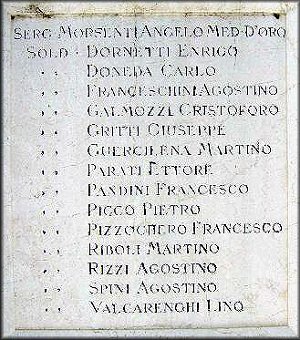 SERG. MORSENTI ANGELO MED. D'ORO
SOLD. DORNETTI ENRICO
" DONEDA CARLO
" FRANCESCHINI AGOSTINO
" GALMOZZI CRISTOFORO
" GRITTI GIUSEPPE
" GUERCILENA MARTINO
" PARATI ETTORE
" PANDINI FRANCESCO
" PICCO PIETRO
" PIZZOCHERO FRANCESCO
" RIBOLI MARTINO
" RIZZI AGOSTINO
" SPINI AGOSTINO
" VALCARENGHI LINO